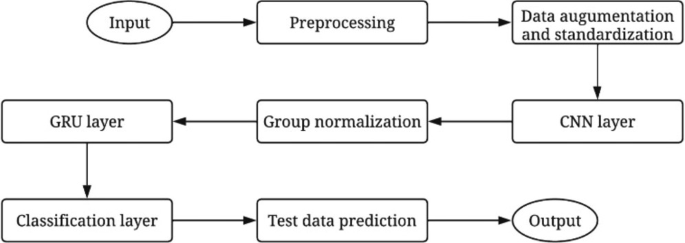 Input
Preprocessing
Data augumentation
and standardization
GRU layer
Group normalization
CNN layer
Classification layer
Test data prediction
Output